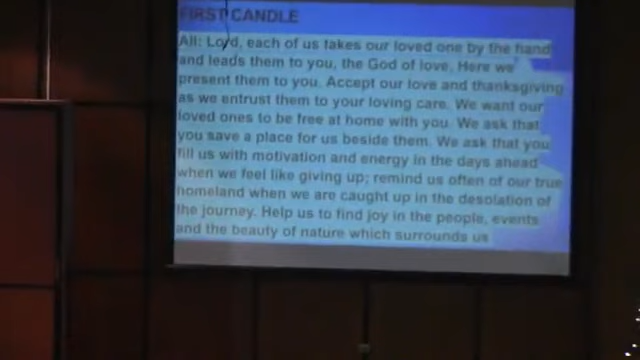 FIRST CANDLE
All: Lord, each of us takes our loved one by the hand
and leads them to you, the God of love. Here we
present them to you. Accept our love and thanksgiving
as we entrust them to your loving care. We want our
loved ones to be free at home with you. We ask that
you save a place for us beside them. We ask that you
fill us with motivation and energy in the days ahead
when we feel like giving up; remind us often of our true
homeland when we are caught up in the desolation of
the journey. Help us to find joy in the people, events
and the beauty of nature which surrounds us